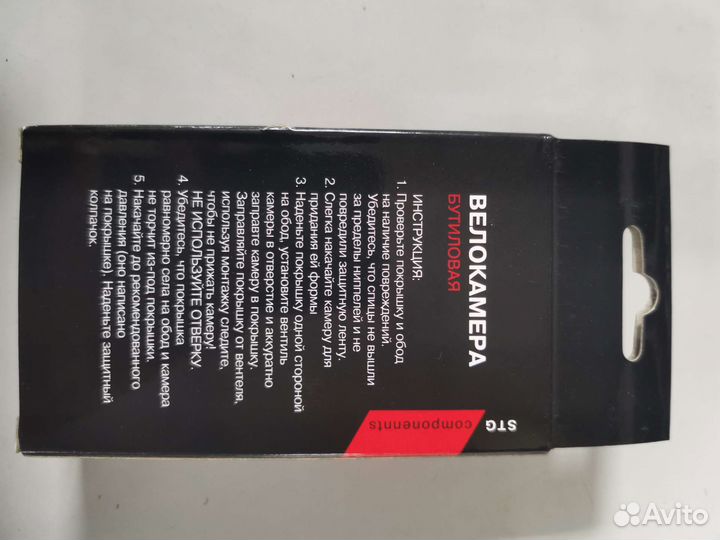 ВЕЛОКАМЕРА
БУТИЛОВАЯ
STG
componennts
ИНСТРУКЦИЯ:
1. Проверьте покрышку и обод
на наличие повреждений.
Убедитесь, что спицы не вышли
за пределы ниппелей и не
повредили защитную ленту.
2. Слегка накачайте камеру для
придания ей формы
3. Наденьте покрышку одной стороной
на обод, установите вентиль
камеры в отверстие и аккуратно
заправте камеру в покрышку.
Заправляйте покрышку от вентеля,
используя монтажку следите,
чтобы не прижать камеру.
НЕ ИСПОЛЬЗУЙТЕ ОТВЕРКУ.
4. Убедитесь, что покрышка
равномерно села на обод и камера
не торчит из-под покрышки.
5. Накачайте до рекомендованного
давления (оно написано
на покрышке). Наденьте защитный
колпачок.
Avito